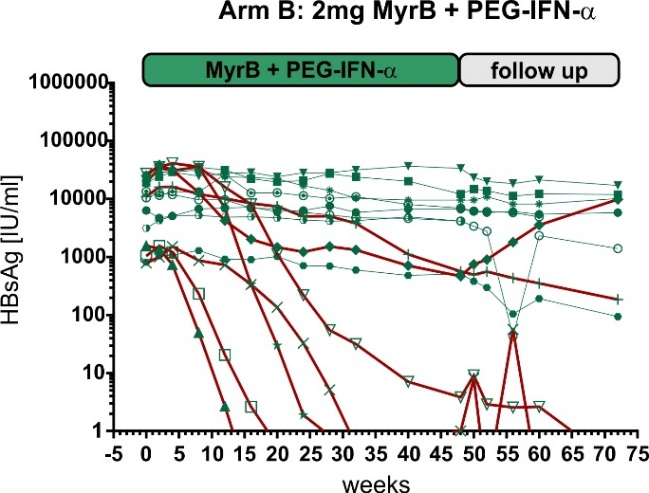 Arm B: 2mg MyrB + PEG-IFN-α
MyrB + PEG-IFN-α
follow up
HBsAg [IU/ml]
1000000
100000
10000
1000
100
10
1
-5 0 5 10 15 20 25 30 35 40 45 50 55 60 65 70 75
weeks